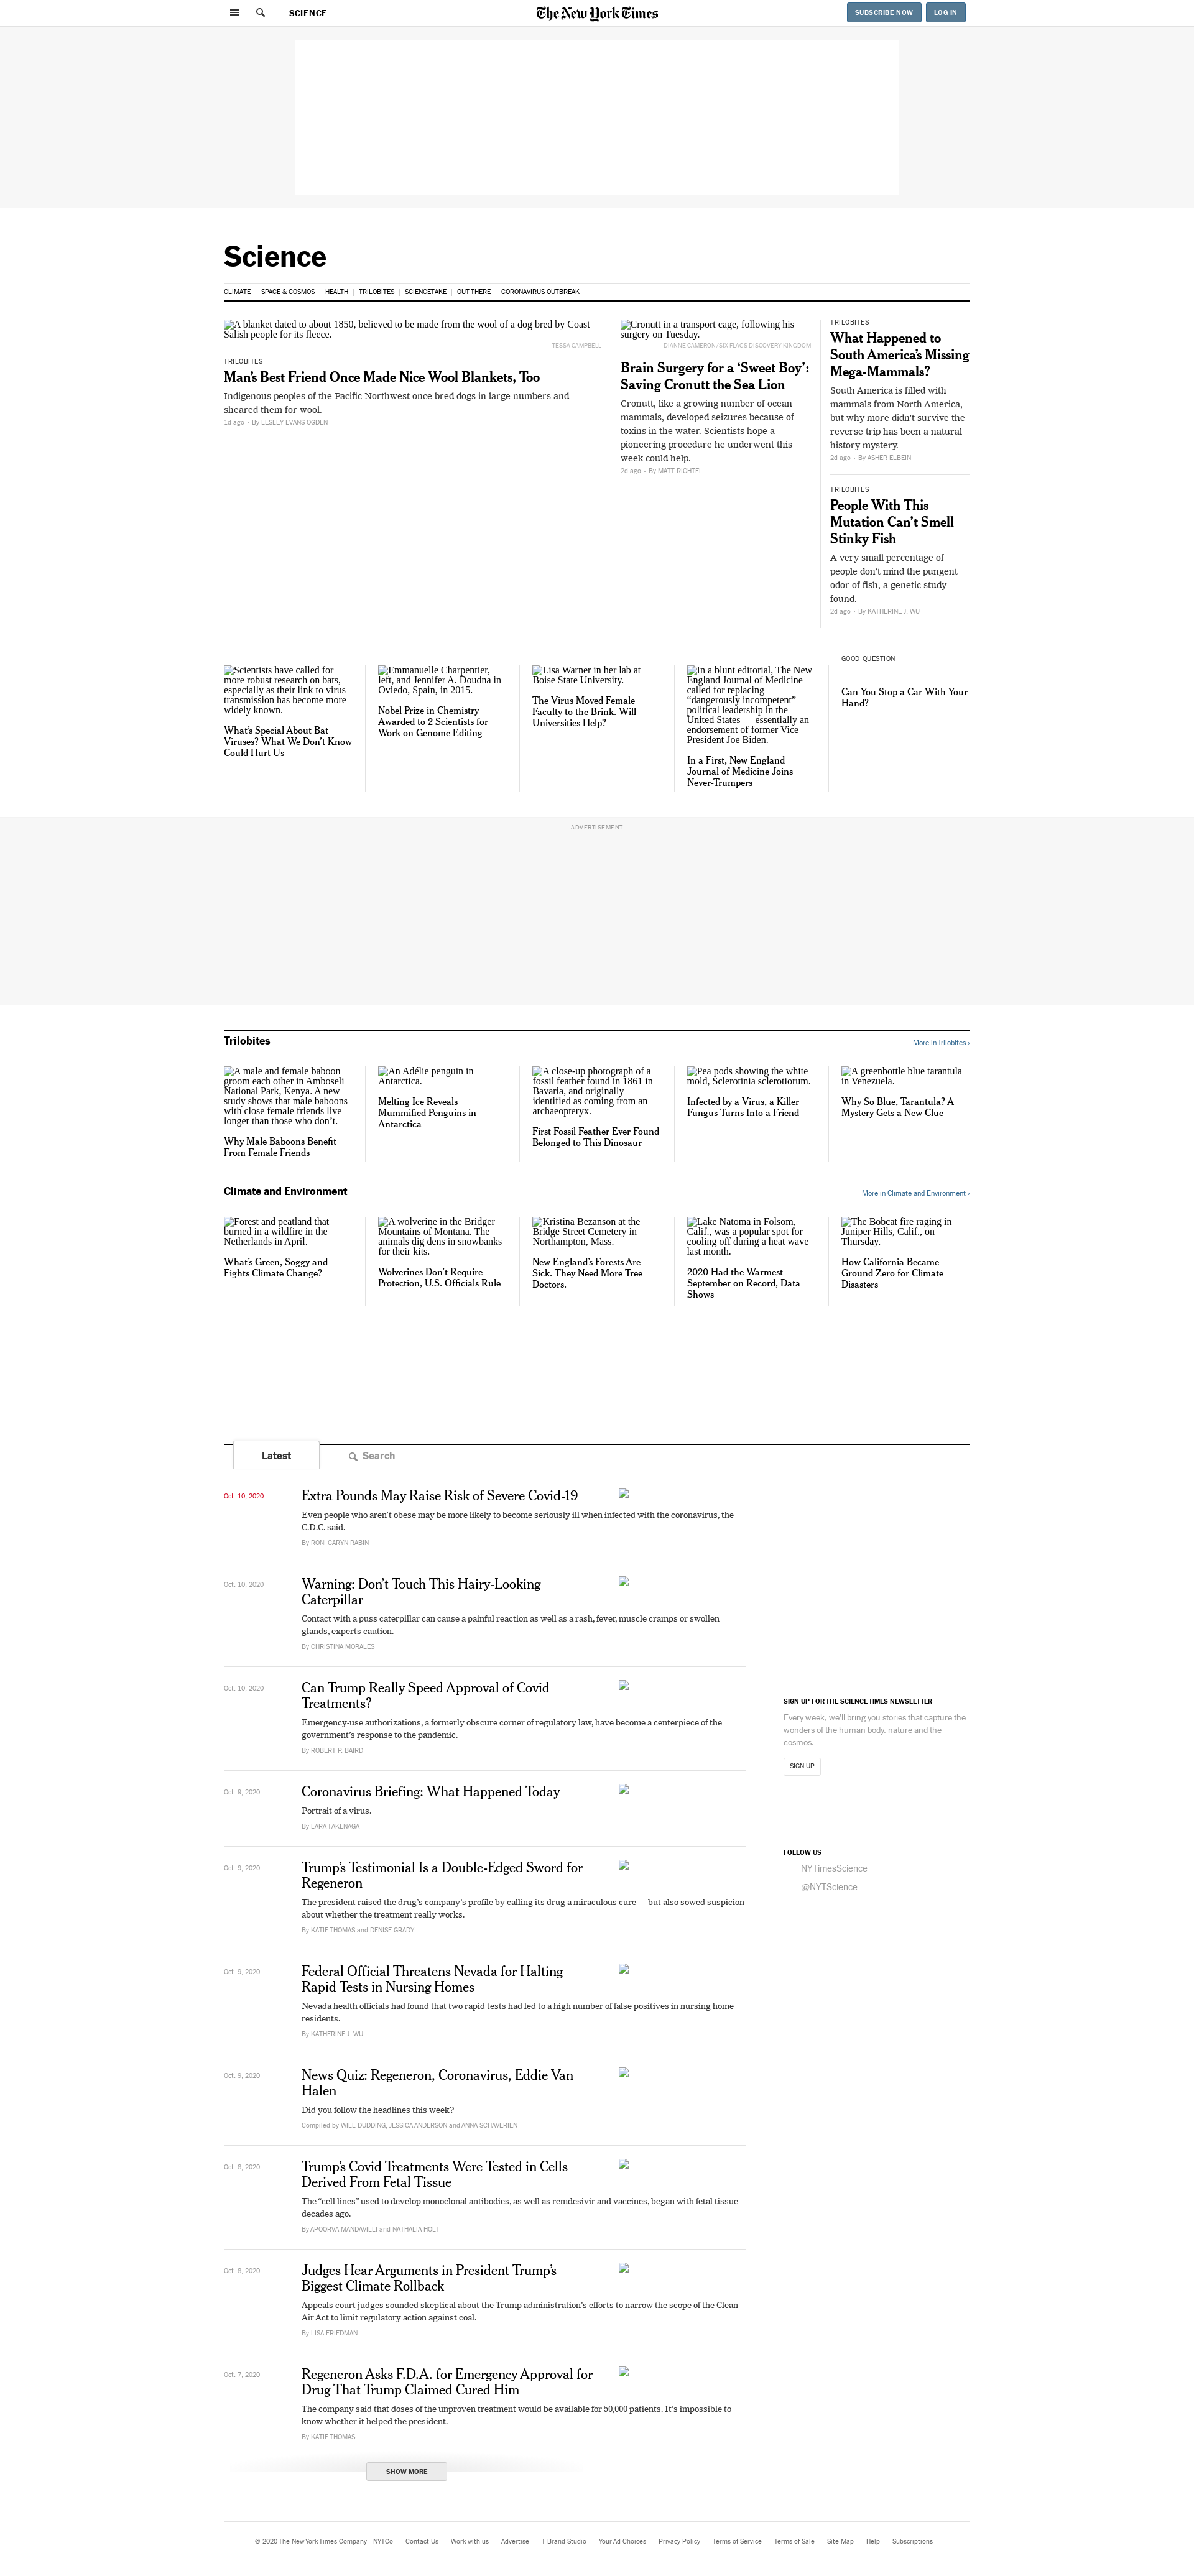 SCIENCE
The New York Times
SUBSCRIBE NOW
LOG IN
Science
CLIMATE
SPACE & COSMOS
HEALTH
TRILOBITES
SCIENCETAKE
OUT THERE
CORONAVIRUS OUTBREAK
A blanket dated to about 1850, believed to be made from the wool of a dog bred by Coast
Salish people for its fleece.
TESSA CAMPBELL
TRILOBITES
Man’s Best Friend Once Made Nice Wool Blankets, Too
Indigenous peoples of the Pacific Northwest once bred dogs in large numbers and
sheared them for wool.
1d ago - By LESLEY EVANS OGDEN
Cronutt in a transport cage, following his
surgery on Tuesday.
DIANNE CAMERON/SIX FLAGS DISCOVERY KINGDOM
Brain Surgery for a ‘Sweet Boy’:
Saving Cronutt the Sea Lion
Cronutt, like a growing number of ocean
mammals, developed seizures because of
toxins in the water. Scientists hope a
pioneering procedure he underwent this
week could help.
2d ago - By MATT RICHTEL
TRILOBITES
What Happened to
South America’s Missing
Mega-Mammals?
South America is filled with
mammals from North America,
but why more didn’t survive the
reverse trip has been a natural
history mystery.
2d ago - By ASHER ELBEIN
TRILOBITES
People With This
Mutation Can’t Smell
Stinky Fish
A very small percentage of
people don’t mind the pungent
odor of fish, a genetic study
found.
2d ago - By KATHERINE J. WU
Scientists have called for
more robust research on bats,
especially as their link to virus
transmission has become more
widely known.
What’s Special About Bat
Viruses? What We Don’t Know
Could Hurt Us
Emmanuelle Charpentier,
left, and Jennifer A. Doudna in
Oviedo, Spain, in 2015.
Nobel Prize in Chemistry
Awarded to 2 Scientists for
Work on Genome Editing
Lisa Warner in her lab at
Boise State University.
The Virus Moved Female
Faculty to the Brink. Will
Universities Help?
In a blunt editorial, The New
England Journal of Medicine
called for replacing
“dangerously incompetent”
political leadership in the
United States — essentially an
endorsement of former Vice
President Joe Biden.
In a First, New England
Journal of Medicine Joins
Never-Trumpers
GOOD QUESTION
Can You Stop a Car With Your
Hand?
ADVERTISEMENT
Trilobites
More in Trilobites ›
A male and female baboon
groom each other in Amboseli
National Park, Kenya. A new
study shows that male baboons
with close female friends live
longer than those who don’t.
Why Male Baboons Benefit
From Female Friends
An Adélie penguin in
Antarctica.
Melting Ice Reveals
Mummified Penguins in
Antarctica
A close-up photograph of a
fossil feather found in 1861 in
Bavaria, and originally
identified as coming from an
archaeopteryx.
First Fossil Feather Ever Found
Belonged to This Dinosaur
Pea pods showing the white
mold, Sclerotinia sclerotiorum.
Infected by a Virus, a Killer
Fungus Turns Into a Friend
A greenbottle blue tarantula
in Venezuela.
Why So Blue, Tarantula? A
Mystery Gets a New Clue
Climate and Environment
More in Climate and Environment ›
Forest and peatland that
burned in a wildfire in the
Netherlands in April.
What’s Green, Soggy and
Fights Climate Change?
A wolverine in the Bridger
Mountains of Montana. The
animals dig dens in snowbanks
for their kits.
Wolverines Don’t Require
Protection, U.S. Officials Rule
Kristina Bezanson at the
Bridge Street Cemetery in
Northampton, Mass.
New England’s Forests Are
Sick. They Need More Tree
Doctors.
Lake Natoma in Folsom,
Calif., was a popular spot for
cooling off during a heat wave
last month.
2020 Had the Warmest
September on Record, Data
Shows
The Bobcat fire raging in
Juniper Hills, Calif., on
Thursday.
How California Became
Ground Zero for Climate
Disasters
Latest
Search
Oct. 10, 2020
Extra Pounds May Raise Risk of Severe Covid-19
Even people who aren’t obese may be more likely to become seriously ill when infected with the coronavirus, the
C.D.C. said.
By RONI CARYN RABIN
Oct. 10, 2020
Warning: Don’t Touch This Hairy-Looking
Caterpillar
Contact with a puss caterpillar can cause a painful reaction as well as a rash, fever, muscle cramps or swollen
glands, experts caution.
By CHRISTINA MORALES
Oct. 10, 2020
Can Trump Really Speed Approval of Covid
Treatments?
Emergency-use authorizations, a formerly obscure corner of regulatory law, have become a centerpiece of the
government’s response to the pandemic.
By ROBERT P. BAIRD
Oct. 9, 2020
Coronavirus Briefing: What Happened Today
Portrait of a virus.
By LARA TAKENAGA
Oct. 9, 2020
Trump’s Testimonial Is a Double-Edged Sword for
Regeneron
The president raised the drug’s company’s profile by calling its drug a miraculous cure — but also sowed suspicion
about whether the treatment really works.
By KATIE THOMAS and DENISE GRADY
Oct. 9, 2020
Federal Official Threatens Nevada for Halting
Rapid Tests in Nursing Homes
Nevada health officials had found that two rapid tests had led to a high number of false positives in nursing home
residents.
By KATHERINE J. WU
Oct. 9, 2020
News Quiz: Regeneron, Coronavirus, Eddie Van
Halen
Did you follow the headlines this week?
Compiled by WILL DUDDING, JESSICA ANDERSON and ANNA SCHAVERIEN
Oct. 8, 2020
Trump’s Covid Treatments Were Tested in Cells
Derived From Fetal Tissue
The “cell lines” used to develop monoclonal antibodies, as well as remdesivir and vaccines, began with fetal tissue
decades ago.
By APOORVA MANDAVILLI and NATHALIA HOLT
Oct. 8, 2020
Judges Hear Arguments in President Trump’s
Biggest Climate Rollback
Appeals court judges sounded skeptical about the Trump administration’s efforts to narrow the scope of the Clean
Air Act to limit regulatory action against coal.
By LISA FRIEDMAN
Oct. 7, 2020
Regeneron Asks F.D.A. for Emergency Approval for
Drug That Trump Claimed Cured Him
The company said that doses of the unproven treatment would be available for 50,000 patients. It’s impossible to
know whether it helped the president.
By KATIE THOMAS
SHOW MORE
SIGN UP FOR THE SCIENCE TIMES NEWSLETTER
Every week, we’ll bring you stories that capture the
wonders of the human body, nature and the
cosmos.
SIGN UP
FOLLOW US
NYTimesScience
@NYTScience
© 2020 The New York Times Company
NYTCo
Contact Us
Work with us
Advertise
T Brand Studio
Your Ad Choices
Privacy Policy
Terms of Service
Terms of Sale
Site Map
Help
Subscriptions